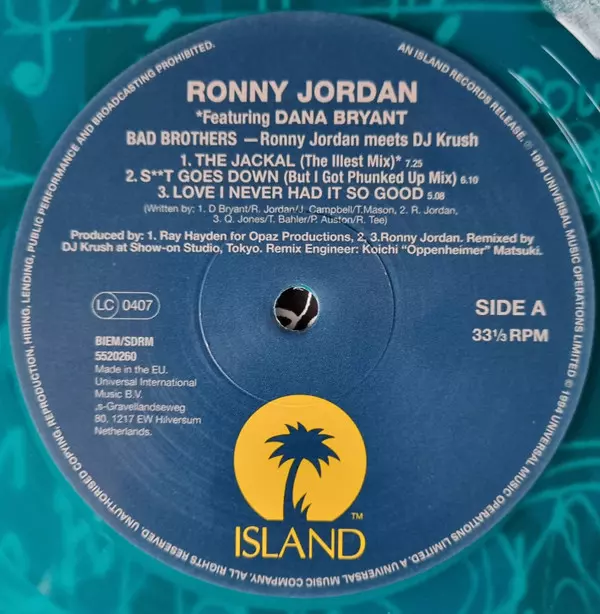 RONNY JORDAN
*Featuring DANA BRYANT
BAD BROTHERS —Ronny Jordan meets DJ Krush
1. THE JACKAL (The Illest Mix)* 7.25
2. S**T GOES DOWN (But I Got Phunked Up Mix) 6.10
3. LOVE I NEVER HAD IT SO GOOD 5.08
(Written by: 1. D Bryant/R. Jordan/J. Campbell/T.Mason, 2. R. Jordan,
3. Q. Jones/T. Bahler/P. Auston/R. Tee)
Produced by: 1. Ray Hayden for Opaz Productions, 2, 3.Ronny Jordan. Remixed by
DJ Krush at Show-on Studio, Tokyo. Remix Engineer: Koichi "Oppenheimer" Matsuki.
LC 0407
BIEM/SDRM
5520260
Made in the EU.
Universal International
Music B.V.
,s-Gravellandseweg
80, 1217 EW Hilversum
Netherlands.
SIDE A
33⅓ RPM
ISLAND™
AN ISLAND RECORDS RELEASE. ℗ 1994 UNIVERSAL MUSIC OPERATIONS LIMITED © 1994 UNIVERSAL MUSIC OPERATIONS LIMITED. A UNIVERSAL MUSIC COMPANY. ALL RIGHTS RESERVED. UNAUTHORISED COPYING, REPRODUCTION, HIRING, LENDING, PUBLIC PERFORMANCE AND BROADCASTING PROHIBITED.